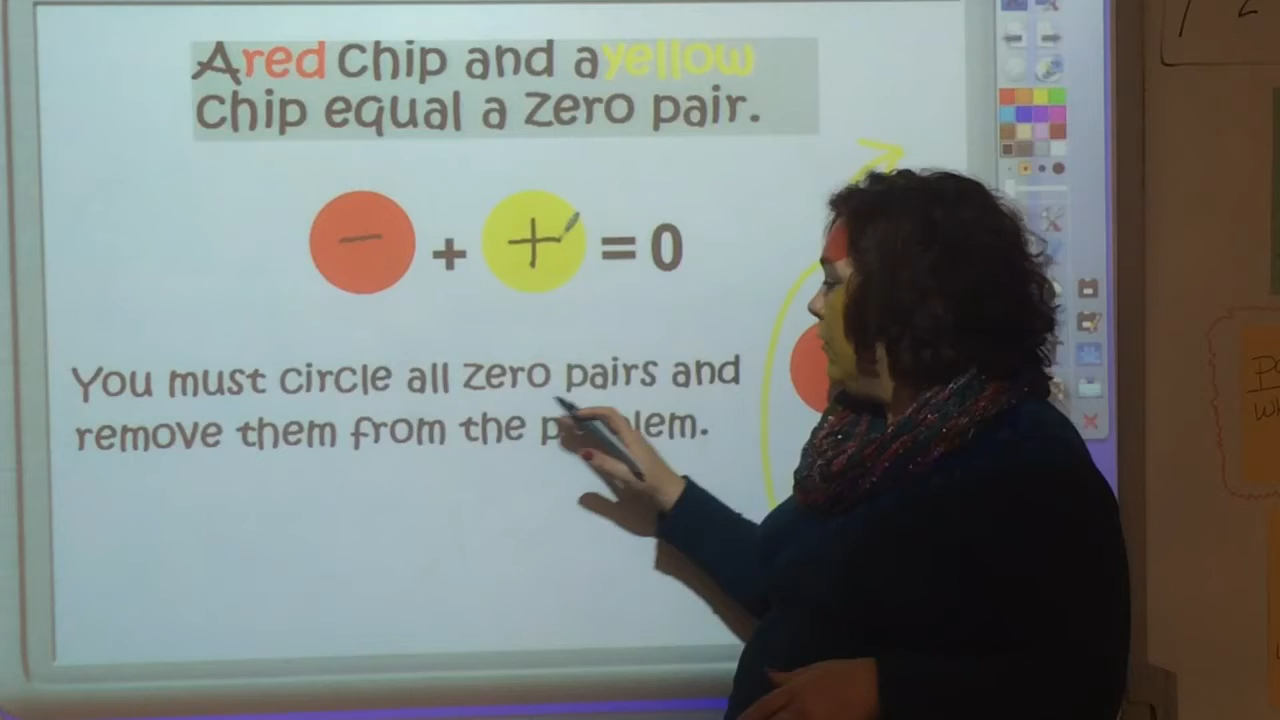 A red chip and a yellow
chip equal a zero pair.
− + + = 0
You must circle all zero pairs and
remove them from the problem.